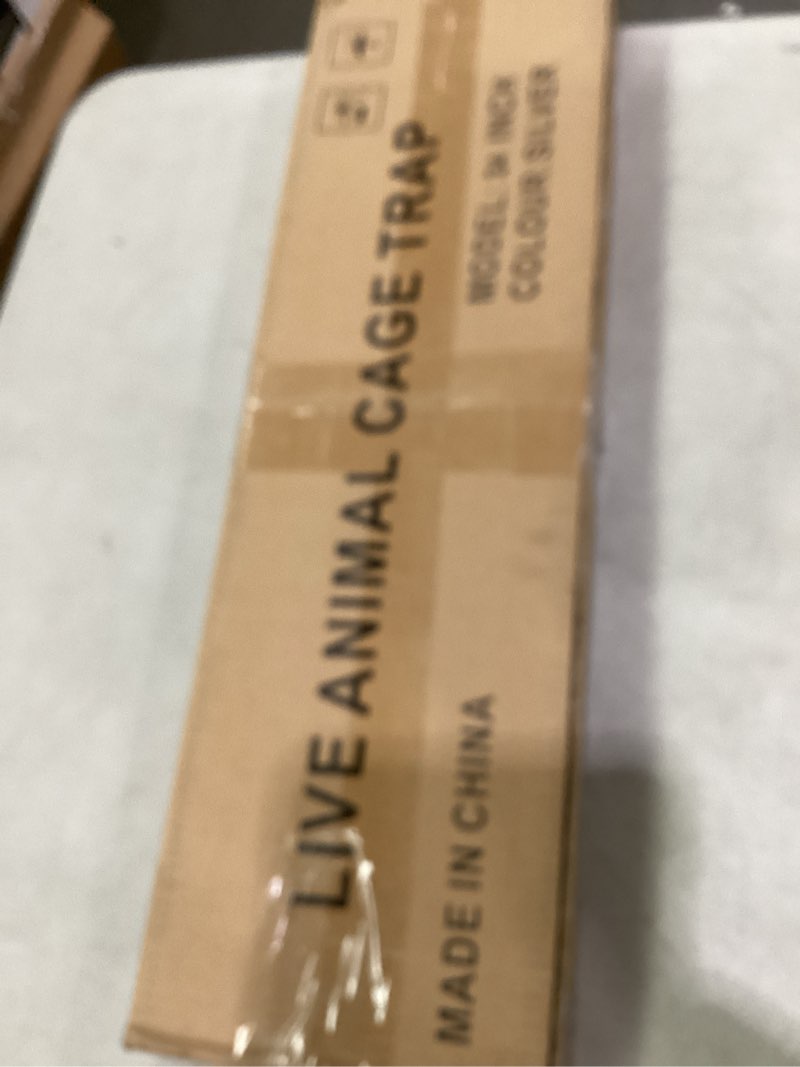 LIVE ANIMAL CAGE TRAP
MODEL: INCH
COLOUR:SILVER
MADE IN CHINA